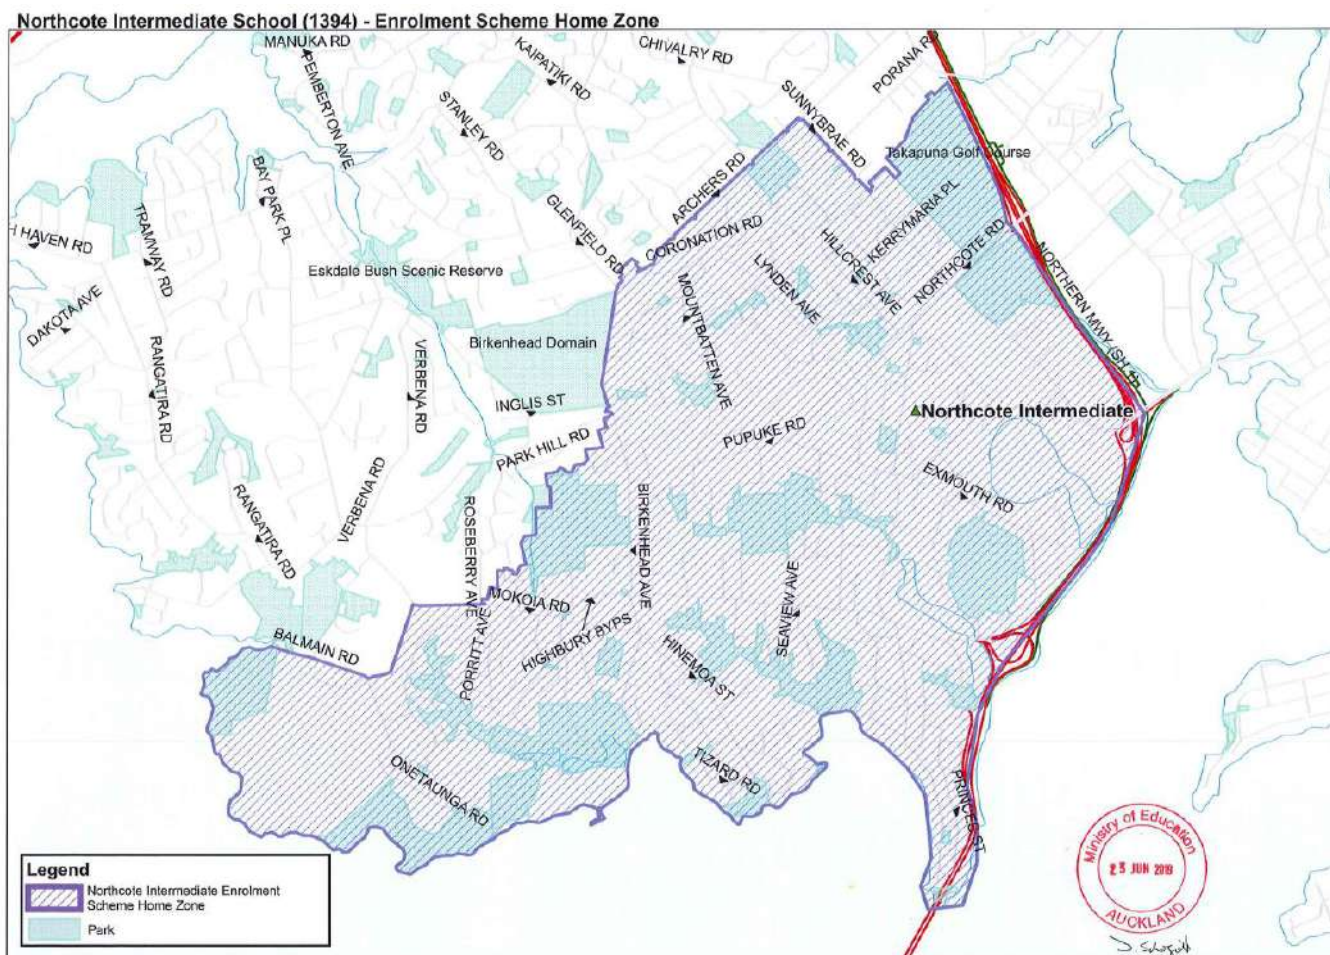 Northcote Intermediate School (1394) - Enrolment Scheme Home Zone
MANUKA RD
PEMBERTON AVE
KAIPATIKI RD
CHIVALRY RD
PORANA RD
STANLEY RD
SUNNYBRAE RD
Takapuna Golf Course
BAY PARK PL
ARCHERS RD
KERRYMARIA PL
TRAMWAY RD
GLENFIELD RD
CORONATION RD
H HAVEN RD
HILLCREST AVE
NORTHCOTE RD
LYNDEN AVE
NORTHERN MWY (SH 1)
Eskdale Bush Scenic Reserve
MOUNTBATTEN AVE
DAKOTA AVE
RANGATIRA RD
VERBENA RD
Birkenhead Domain
INGLIS ST
Northcote Intermediate
PARK HILL RD
PUPUKE RD
EXMOUTH RD
VERBENA RD
RANGATIRA RD
ROSEBERRY AVE
BIRKENHEAD AVE
MOKOIA RD
SEAVIEW AVE
BALMAIN RD
PORRITT AVE
HIGHBURY BYPS
HINEMOA ST
ONETAUNGA RD
TIZARD RD
PRINCES ST
Legend
Northcote Intermediate Enrolment
Scheme Home Zone
Park
Ministry of Education
23 JUN 2019
AUCKLAND